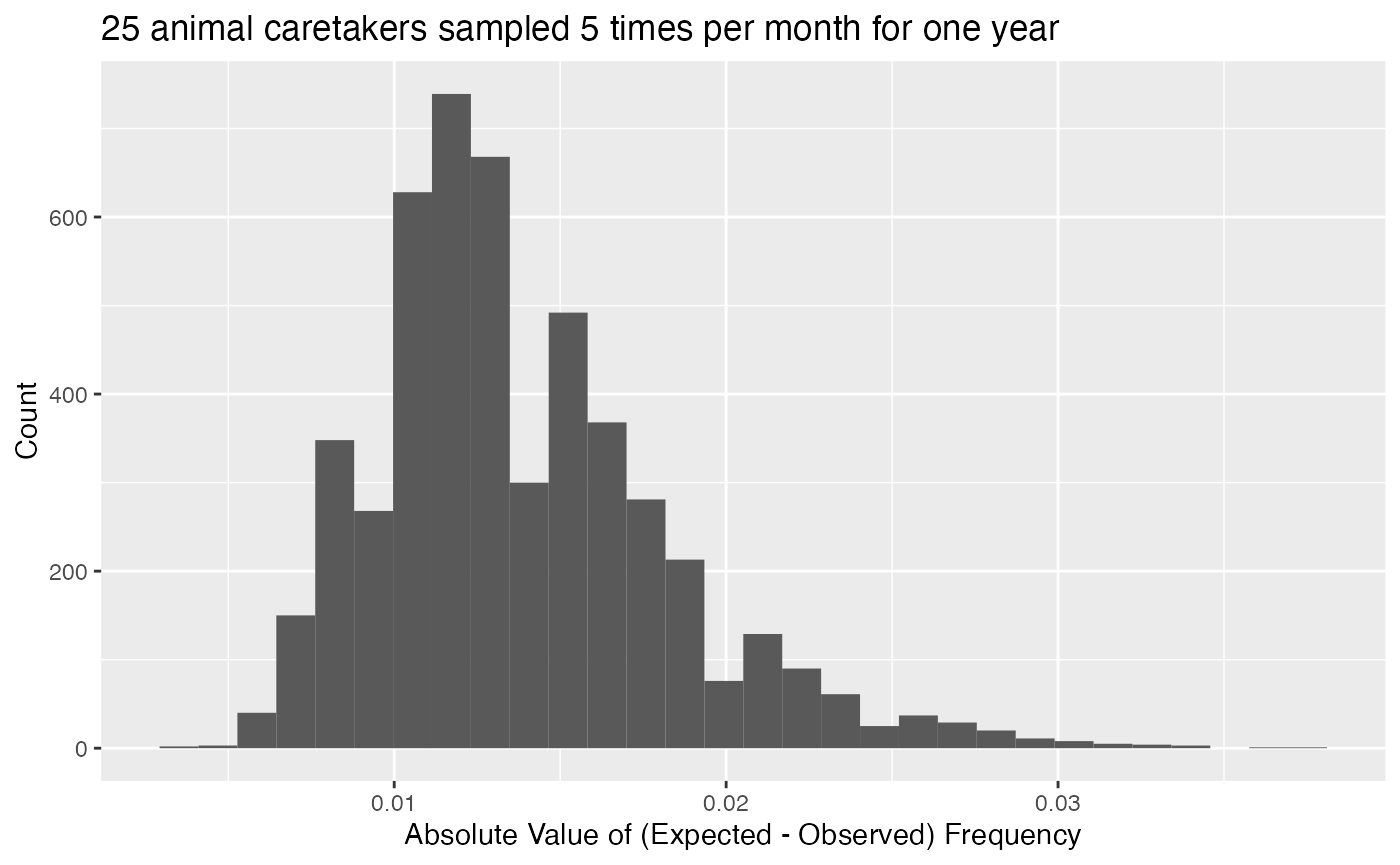 25 animal caretakers sampled 5 times per month for one year
Count
600
400
200
0
0.01 0.02 0.03
Absolute Value of (Expected - Observed) Frequency